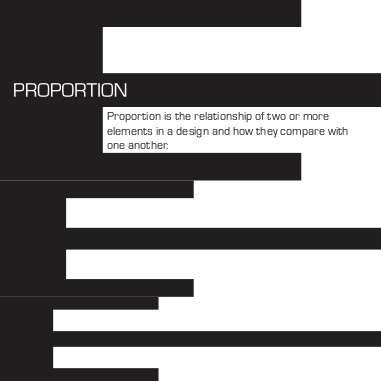 PROPORTION
Proportion is the relationship of two or more
elements in a design and how they compare with
one another.